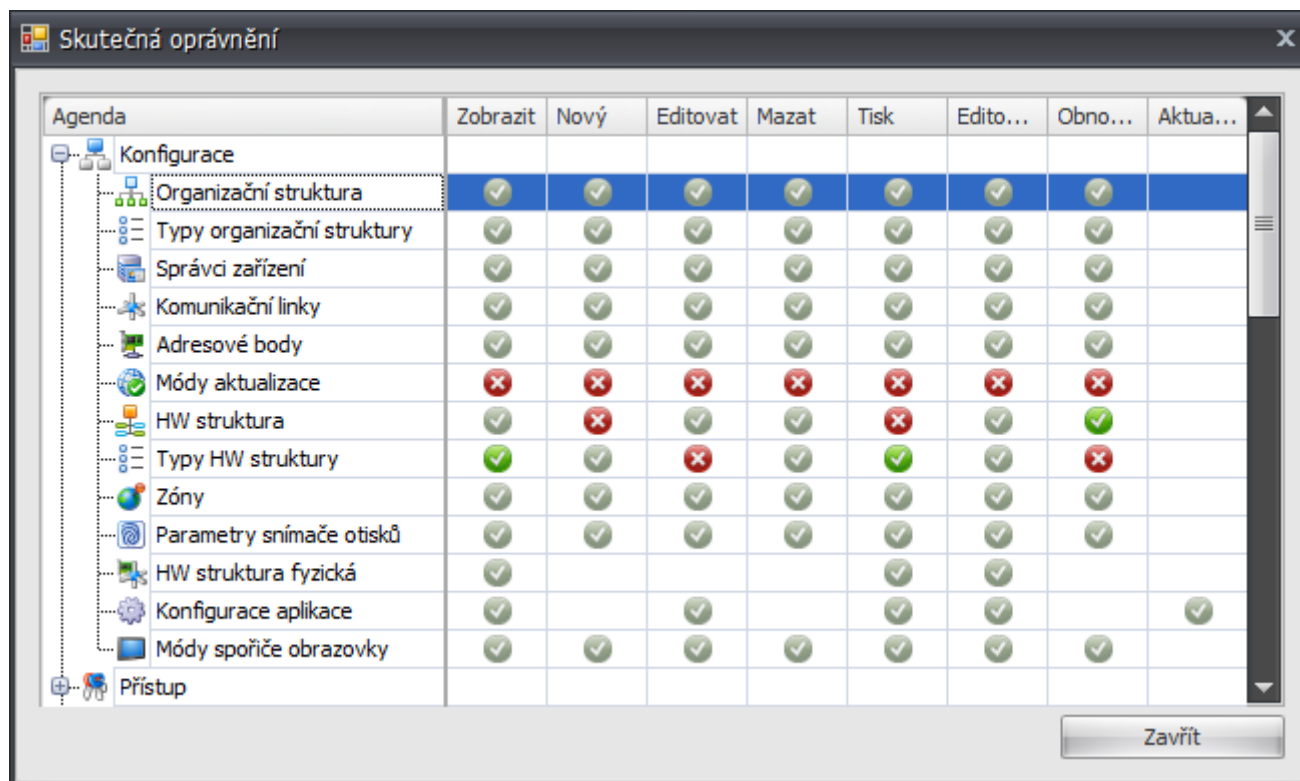 Skutečná oprávnění
Agenda Zobrazit Nový Editovat Mazat Tisk Edito... Obno... Aktua...
Konfigurace
Organizační struktura
Typy organizační struktury
Správci zařízení
Komunikační linky
Adresové body
Módy aktualizace
HW struktura
Typy HW struktury
Zóny
Parametry snímače otisků
HW struktura fyzická
Konfigurace aplikace
Módy spořiče obrazovky
Přístup
Zavřít